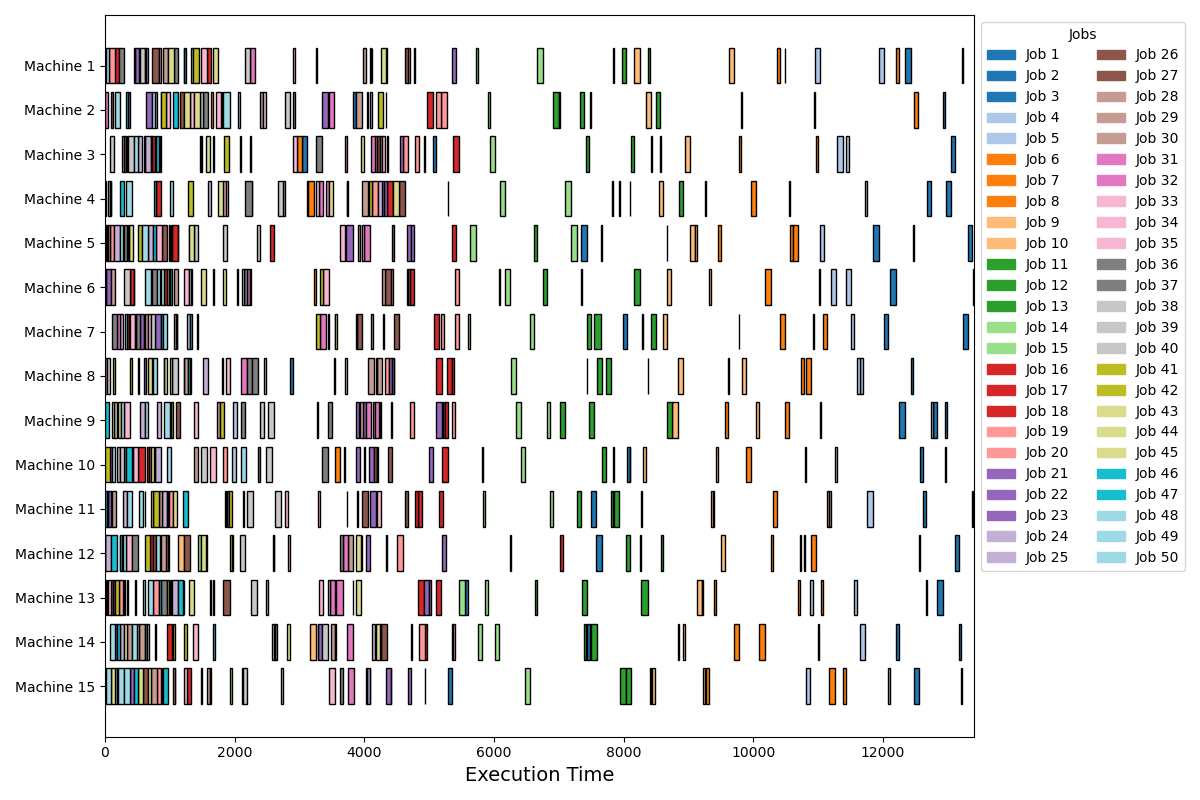 Machine 1
Machine 2
Machine 3
Machine 4
Machine 5
Machine 6
Machine 7
Machine 8
Machine 9
Machine 10
Machine 11
Machine 12
Machine 13
Machine 14
Machine 15
0 2000 4000 6000 8000 10000 12000
Execution Time
Jobs
Job 1 Job 26
Job 2 Job 27
Job 3 Job 28
Job 4 Job 29
Job 5 Job 30
Job 6 Job 31
Job 7 Job 32
Job 8 Job 33
Job 9 Job 34
Job 10 Job 35
Job 11 Job 36
Job 12 Job 37
Job 13 Job 38
Job 14 Job 39
Job 15 Job 40
Job 16 Job 41
Job 17 Job 42
Job 18 Job 43
Job 19 Job 44
Job 20 Job 45
Job 21 Job 46
Job 22 Job 47
Job 23 Job 48
Job 24 Job 49
Job 25 Job 50